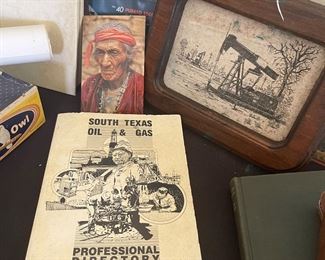 40
Owl
SOUTH TEXAS
OIL & GAS
PROFESSIONAL
DIRECTORY